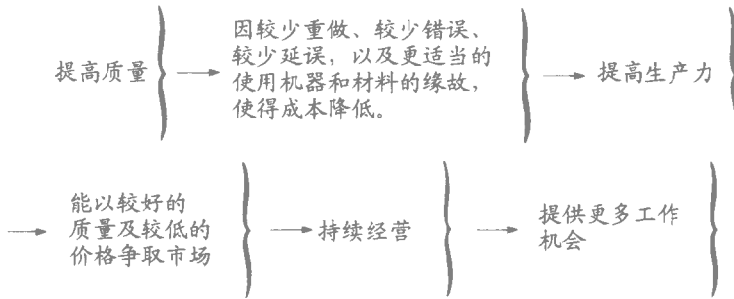 提高质量
因较少重做、较少错误、
较少延误，以及更适当的
使用机器和材料的缘故，
使得成本降低。
提高生产力
能以较好的
质量及较低的
价格争取市场
持续经营
提供更多工作
机会